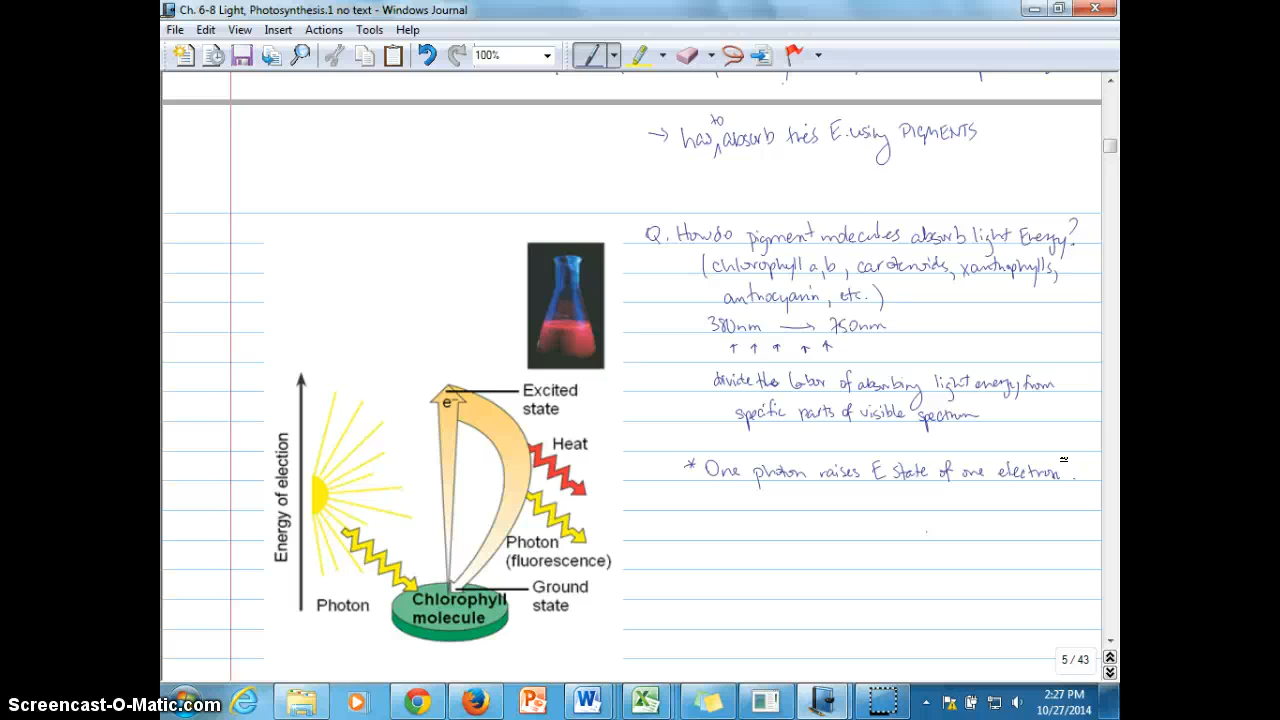 Ch. 6-8 Light, Photosynthesis.1 no text - Windows Journal
File Edit View Insert Actions Tools Help
100%
to
→ has ^ absorb this E. using PIGMENTS
Q. How do pigment molecules absorb light Energy?
(chlorophyll a, b, carotenoids, xanthophylls,
anthocyanin, etc.)
380nm → 750nm
↑ ↑ ↑ ↑ ↑
divide the labor of absorbing light energy from
specific parts of visible spectrum
* One photon raises E state of one electron.
Energy of election
e⁻
Excited
state
Heat
Photon
(fluorescence)
Ground
state
Photon
Chlorophyll
molecule
5 / 43
Screencast-O-Matic.com
2:27 PM
10/27/2014